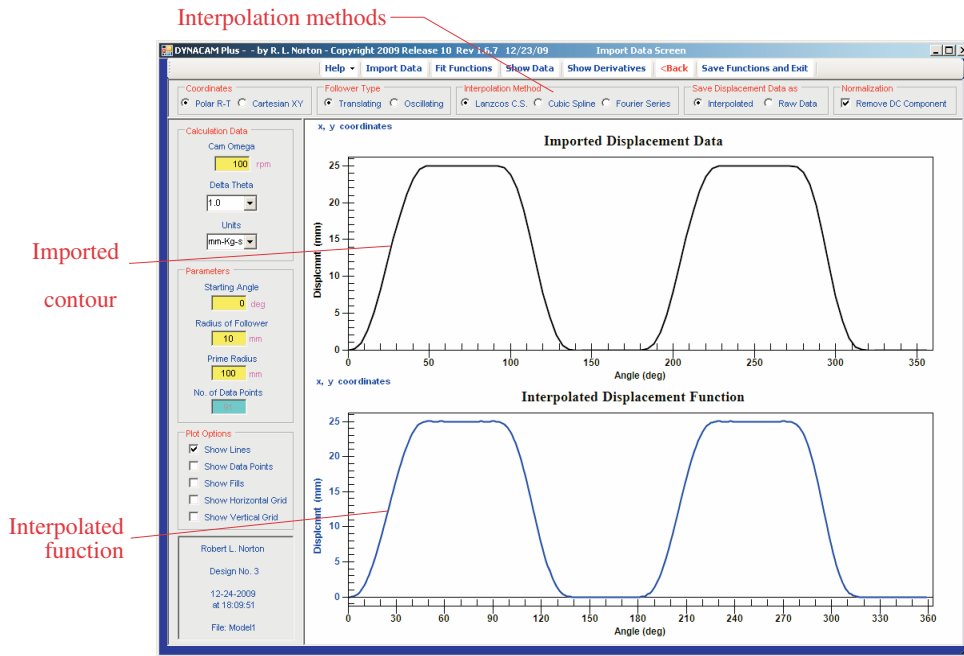 Interpolation methods
DYNACAM Plus - - by R. L. Norton - Copyright 2009 Release 10 Rev 1.6.7 12/23/09 Import Data Screen
Help Import Data Fit Functions Show Data Show Derivatives <Back Save Functions and Exit
Coordinates
Polar R-T Cartesian XY
Follower Type
Translating Oscillating
Interpolation Method
Lanzcos C.S. Cubic Spline Fourier Series
Save Displacement Data as
Interpolated Raw Data
Normalization
Remove DC Component
Calculation Data
Cam Omega
100 rpm
Delta Theta
1.0
Units
mm-Kg-s
Parameters
Starting Angle
0 deg
Radius of Follower
10 mm
Prime Radius
100 mm
No. of Data Points
Plot Options
Show Lines
Show Data Points
Show Fills
Show Horizontal Grid
Show Vertical Grid
Robert L. Norton
Design No. 3
12-24-2009
at 18:09:51
File: Model1
Imported
contour
Interpolated
function
x, y coordinates
Imported Displacement Data
Displcmnt (mm)
25
20
15
10
5
0
0 50 100 150 200 250 300 350
Angle (deg)
x, y coordinates
Interpolated Displacement Function
Displcmnt (mm)
25
20
15
10
5
0
0 30 60 90 120 150 180 210 240 270 300 330 360
Angle (deg)